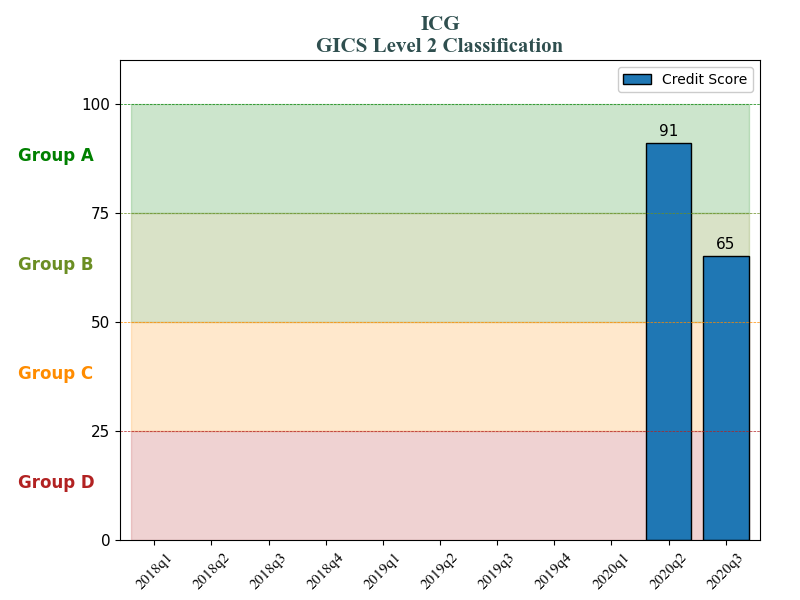 ICG
GICS Level 2 Classification
Credit Score
100
91
Group A
75
65
Group B
50
Group C
25
Group D
0
2018q1
2018q2
2018q3
2018q4
2019q1
2019q2
2019q3
2019q4
2020q1
2020q2
2020q3